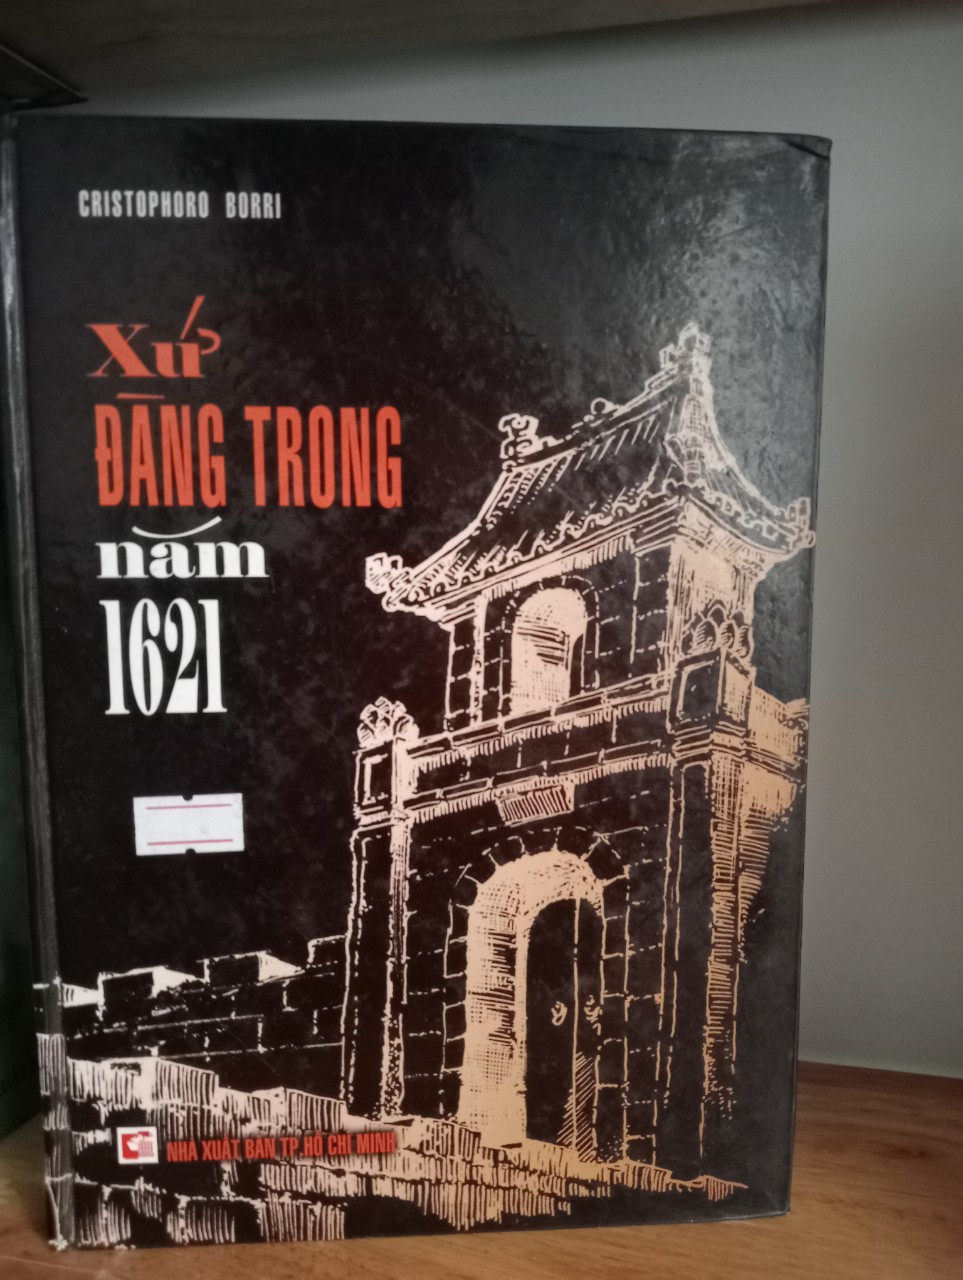 CRISTOPHORO BORRI
Xứ
ĐÀNG TRONG
năm
1621
NHÀ XUẤT BẢN TP. HỒ CHÍ MINH